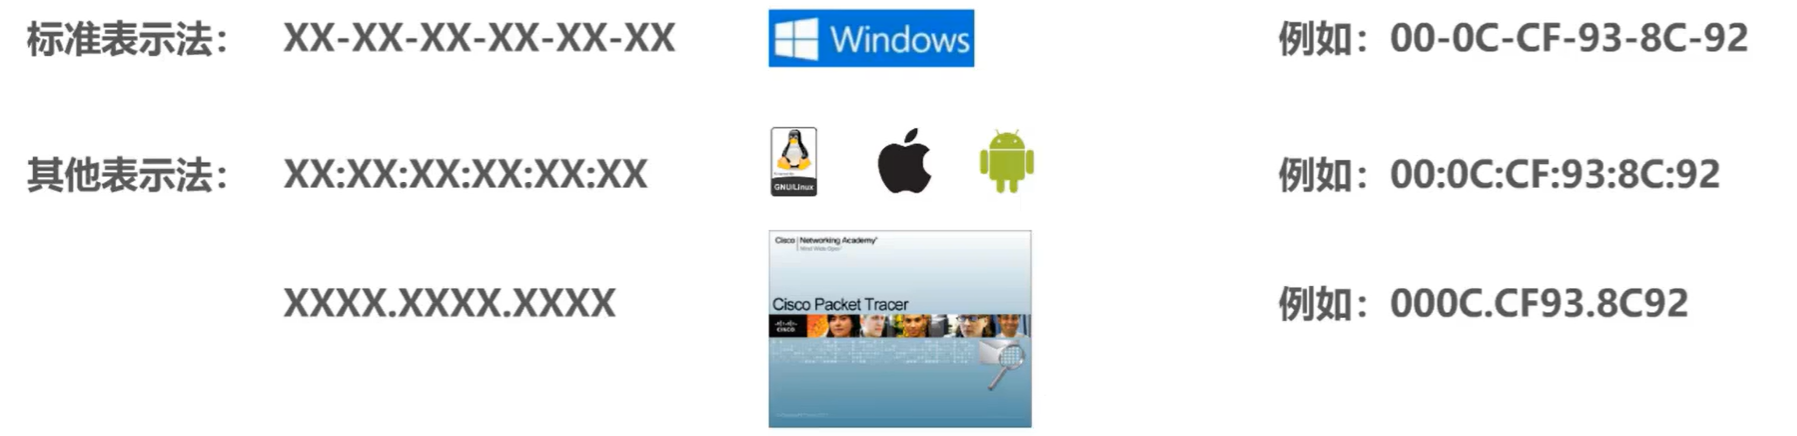 标准表示法： XX-XX-XX-XX-XX-XX Windows 例如：00-0C-CF-93-8C-92
其他表示法： XX:XX:XX:XX:XX:XX GNU/Linux 例如：00:0C:CF:93:8C:92
Cisco Networking Academy®
XXXX.XXXX.XXXX Cisco Packet Tracer 例如：000C.CF93.8C92
CISCO